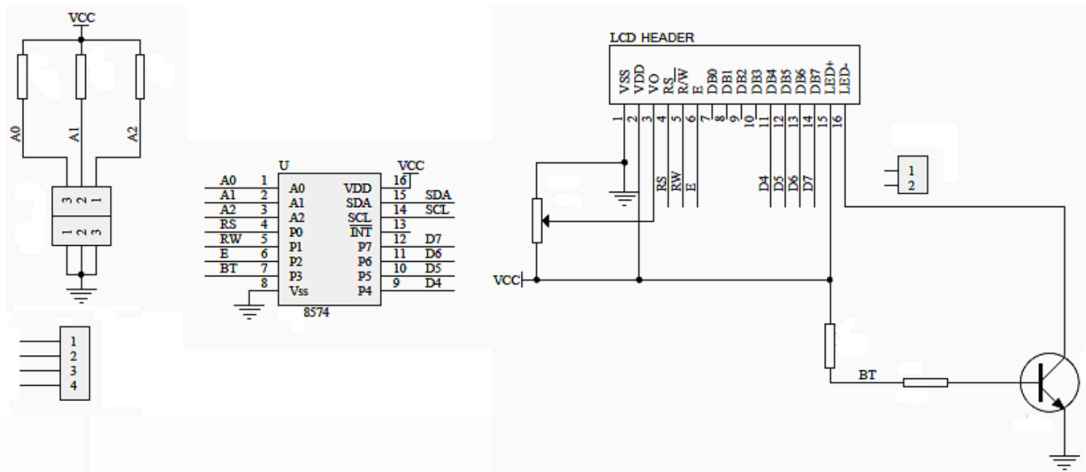 VCC
A0
A1
A2
3 2 1
1 2 3
1
2
3
4
U
VCC
A0 1 A0 VDD 16
A1 2 A1 SDA 15 SDA
A2 3 A2 SCL 14 SCL
RS 4 P0 INT 13
RW 5 P1 P7 12 D7
E 6 P2 P6 11 D6
BT 7 P3 P5 10 D5
8 Vss P4 9 D4
8574
LCD HEADER
VSS VDD VO RS R/W E DB0 DB1 DB2 DB3 DB4 DB5 DB6 DB7 LED+ LED-
1 2 3 4 5 6 7 8 9 10 11 12 13 14 15 16
RS RW E D4 D5 D6 D7
1
2
VCC
BT